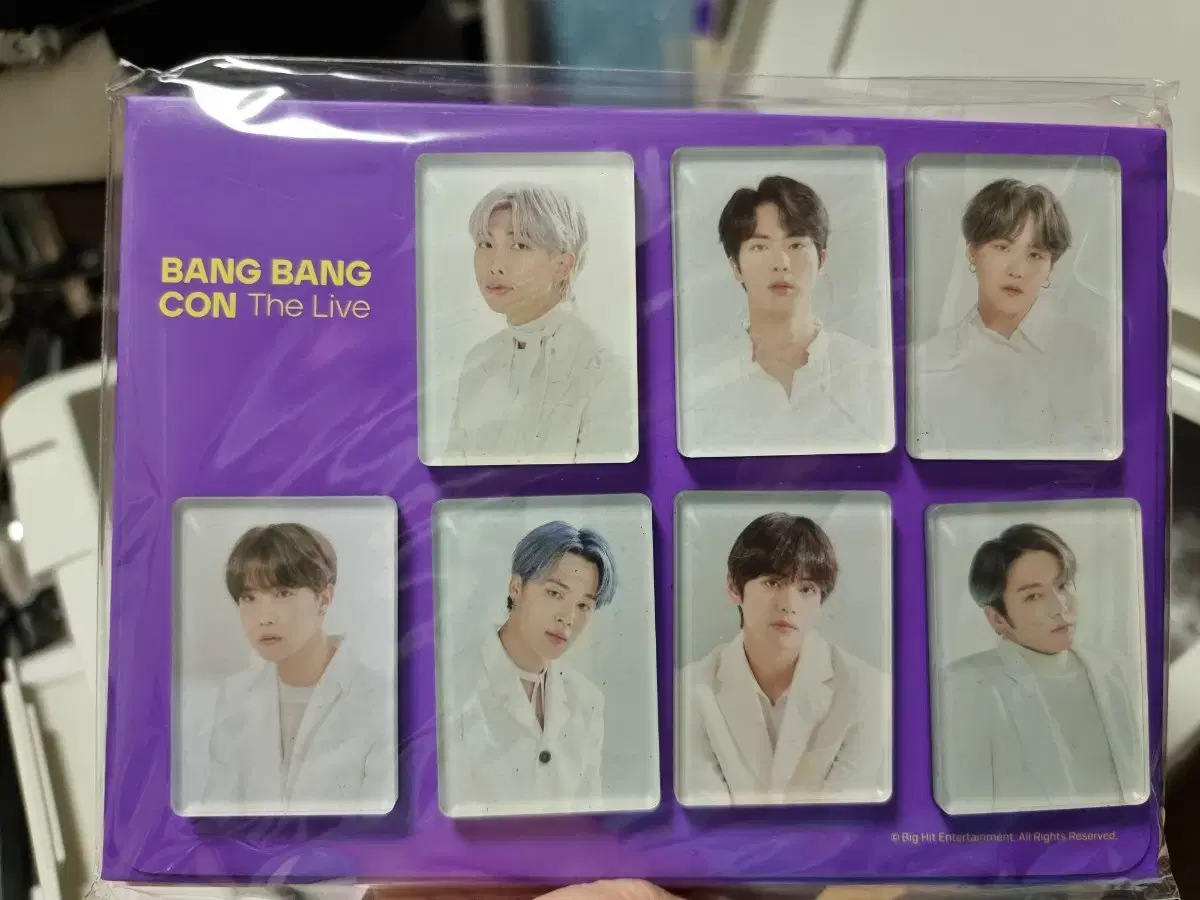 BANG BANG
CON The Live
© Big Hit Entertainment. All Rights Reserved.